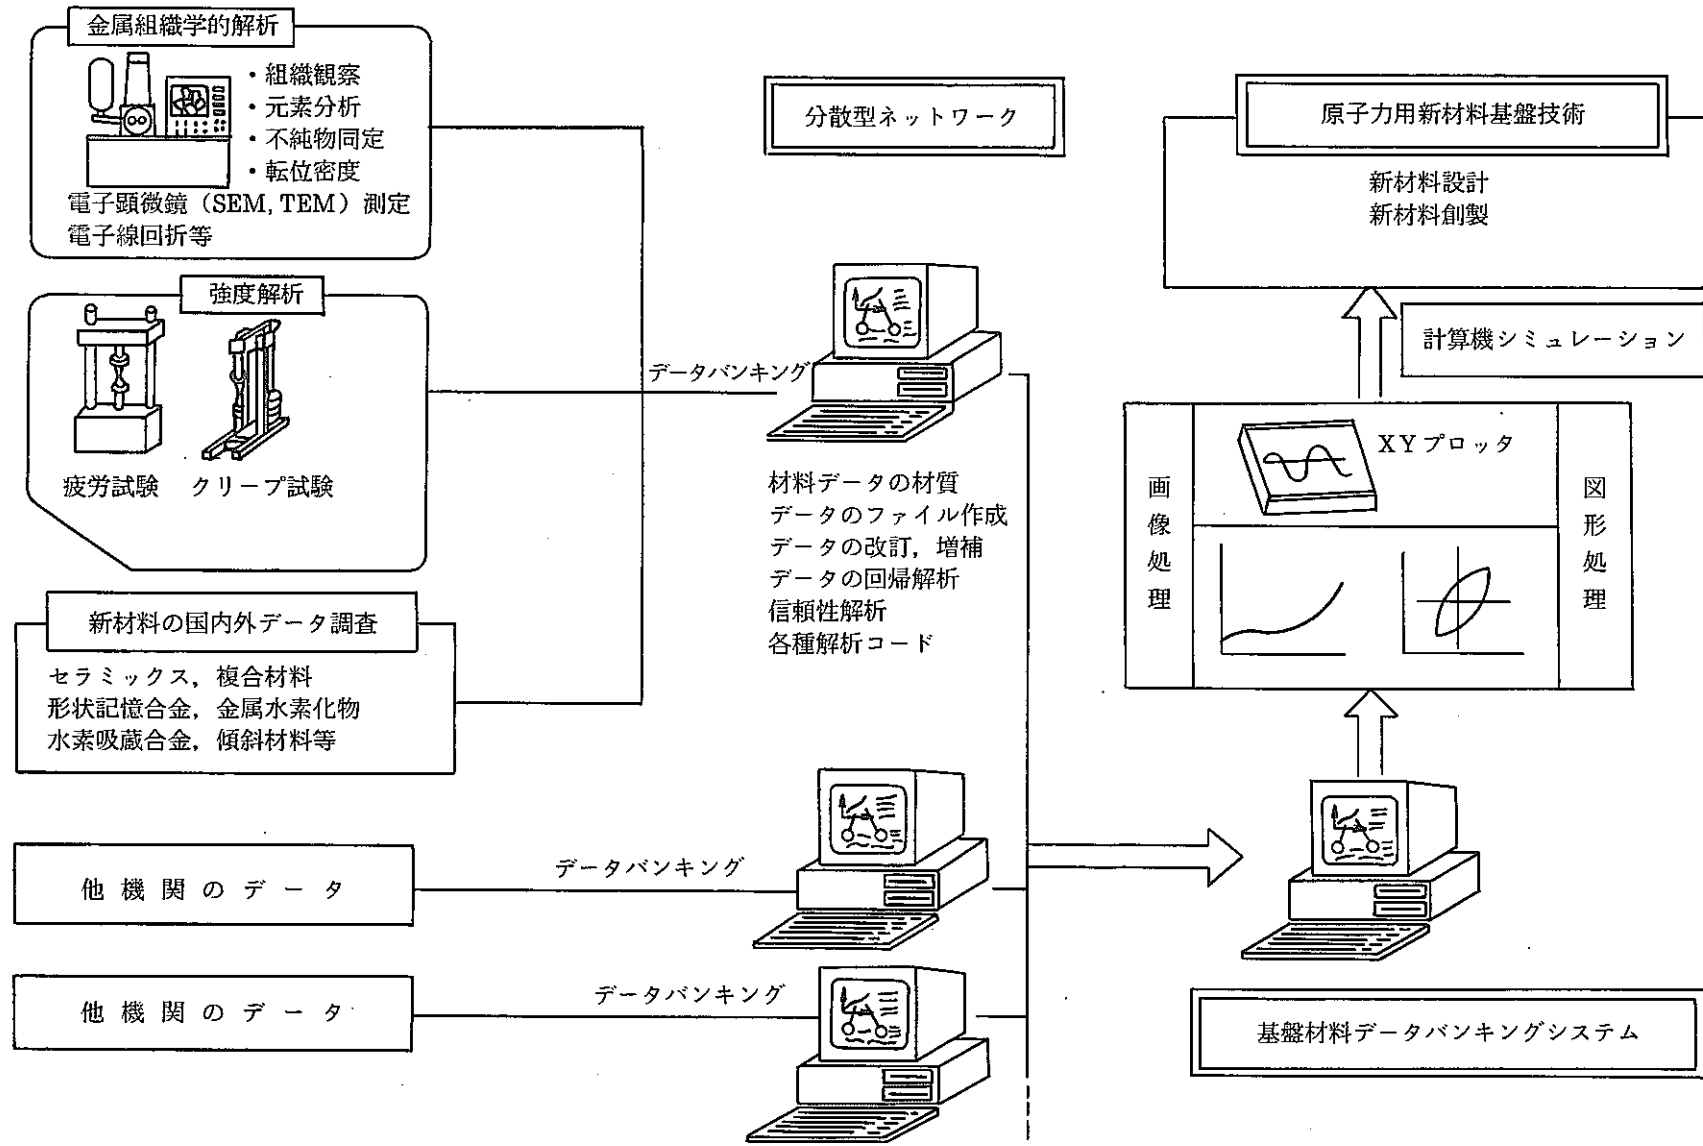 金属組織学的解析
・組織観察
・元素分析
・不純物同定
・転位密度
電子顕微鏡（SEM, TEM）測定
電子線回折等
強度解析
疲労試験
クリープ試験
新材料の国内外データ調査
セラミックス，複合材料
形状記憶合金，金属水素化物
水素吸蔵合金，傾斜材料等
他機関のデータ
他機関のデータ
分散型ネットワーク
データバンキング
材料データの材質
データのファイル作成
データの改訂，増補
データの回帰解析
信頼性解析
各種解析コード
データバンキング
データバンキング
原子力用新材料基盤技術
新材料設計
新材料創製
計算機シミュレーション
画像処理
XYプロッタ
図形処理
基盤材料データバンキングシステム